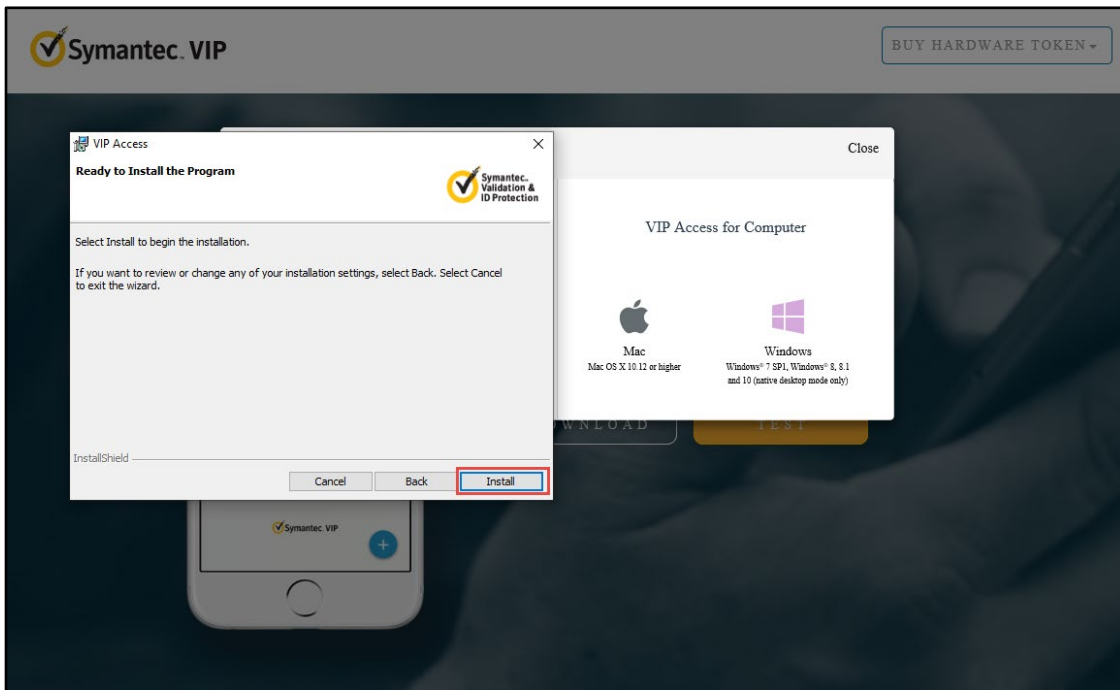 Symantec. VIP
BUY HARDWARE TOKEN
VIP Access
Ready to Install the Program
Symantec.
Validation &
ID Protection
Select Install to begin the installation.
If you want to review or change any of your installation settings, select Back. Select Cancel
to exit the wizard.
InstallShield
Cancel Back Install
Close
VIP Access for Computer
Mac
Mac OS X 10.12 or higher
Windows
Windows® 7 SP1, Windows® 8, 8.1
and 10 (native desktop mode only)
WNLOAD
TEST
Symantec. VIP